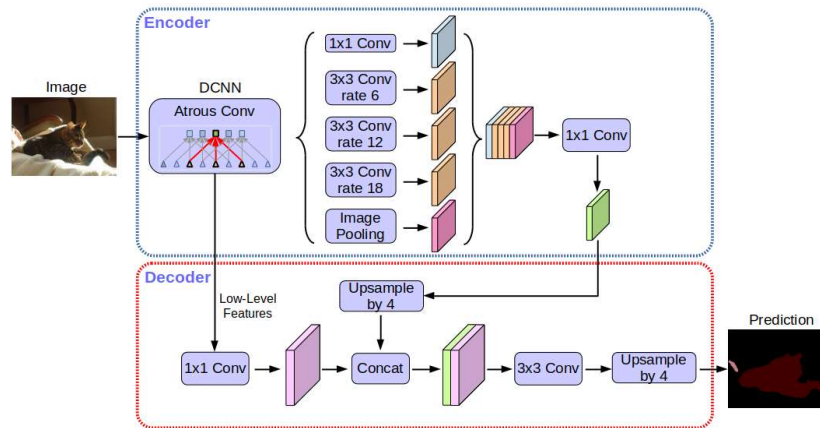 Encoder
Image
DCNN
Atrous Conv
1x1 Conv
3x3 Conv
rate 6
3x3 Conv
rate 12
3x3 Conv
rate 18
Image
Pooling
1x1 Conv
Decoder
Low-Level
Features
Upsample
by 4
1x1 Conv
Concat
3x3 Conv
Upsample
by 4
Prediction